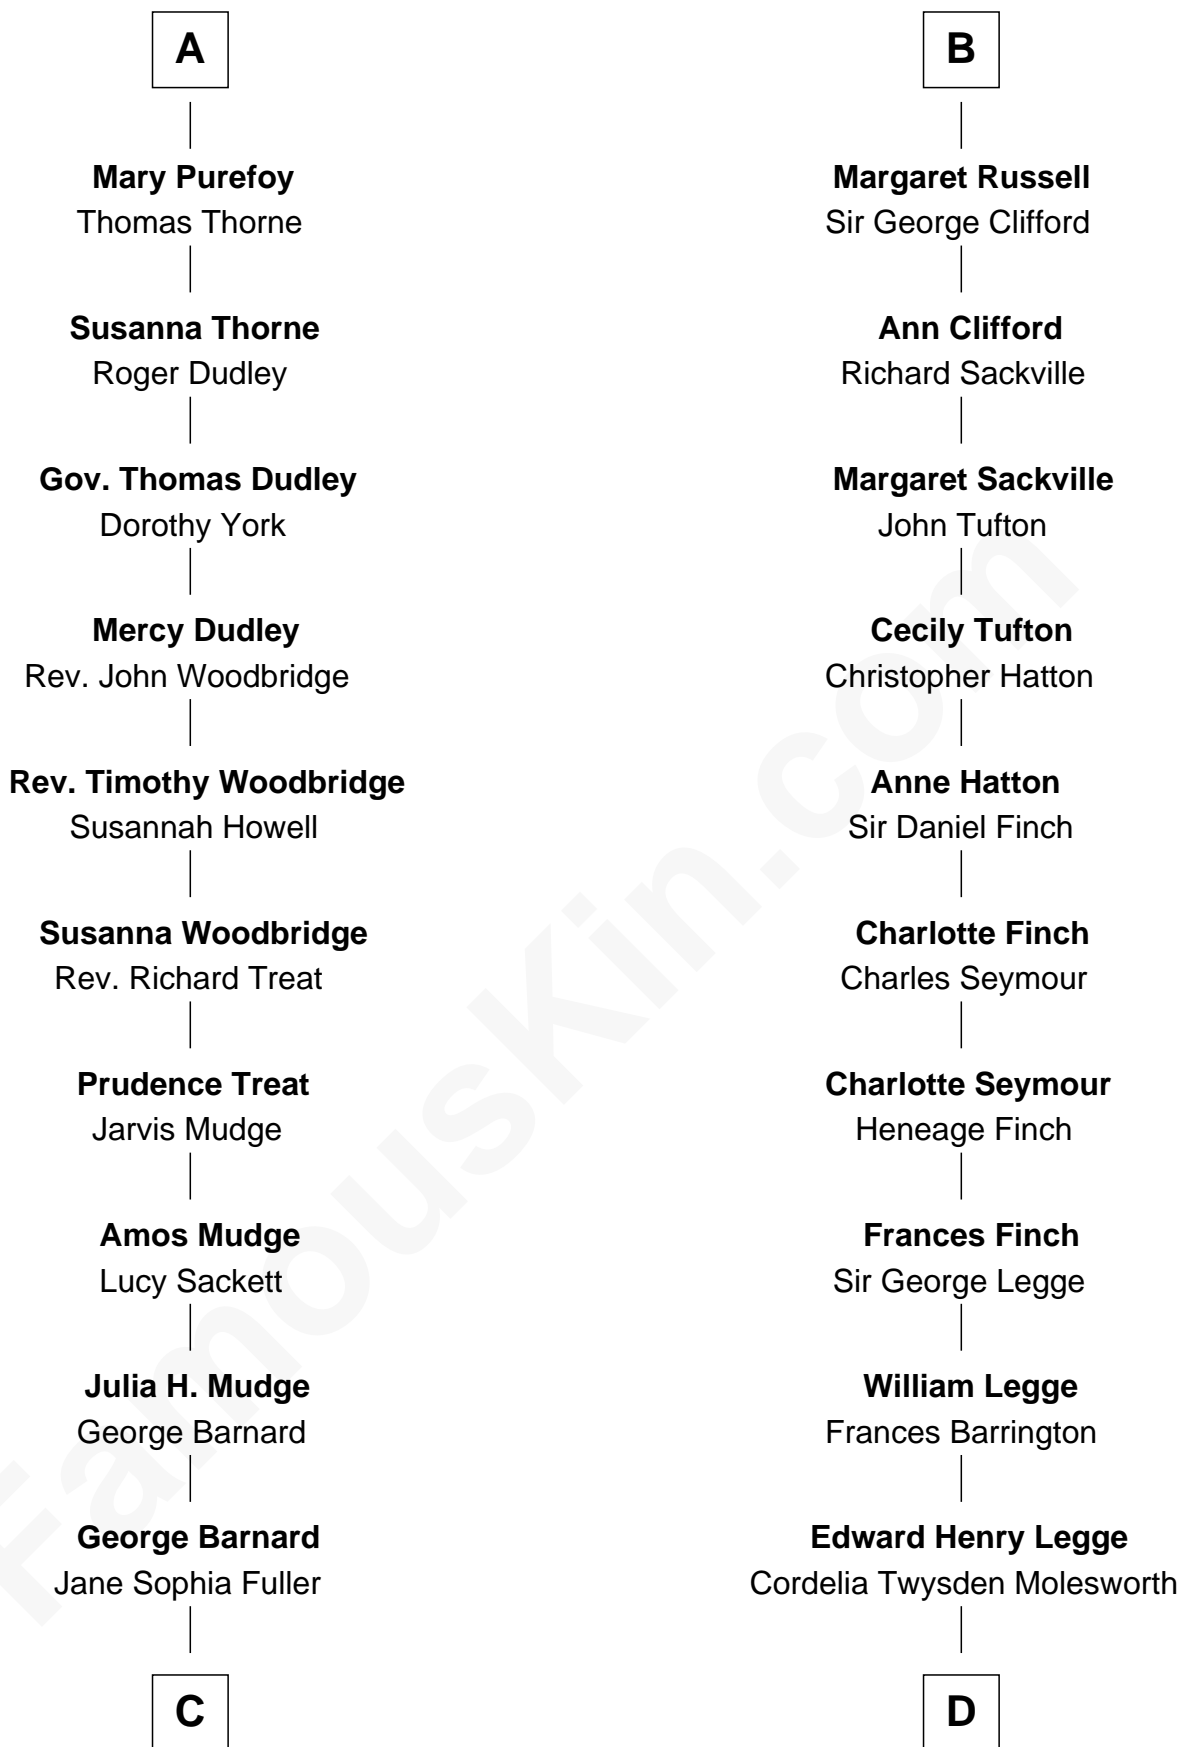 A
Mary Purefoy
Thomas Thorne
Susanna Thorne
Roger Dudley
Gov. Thomas Dudley
Dorothy York
Mercy Dudley
Rev. John Woodbridge
Rev. Timothy Woodbridge
Susannah Howell
Susanna Woodbridge
Rev. Richard Treat
Prudence Treat
Jarvis Mudge
Amos Mudge
Lucy Sackett
Julia H. Mudge
George Barnard
George Barnard
Jane Sophia Fuller
C
B
Margaret Russell
Sir George Clifford
Ann Clifford
Richard Sackville
Margaret Sackville
John Tufton
Cecily Tufton
Christopher Hatton
Anne Hatton
Sir Daniel Finch
Charlotte Finch
Charles Seymour
Charlotte Seymour
Heneage Finch
Frances Finch
Sir George Legge
William Legge
Frances Barrington
Edward Henry Legge
Cordelia Twysden Molesworth
D
FamousKin.com